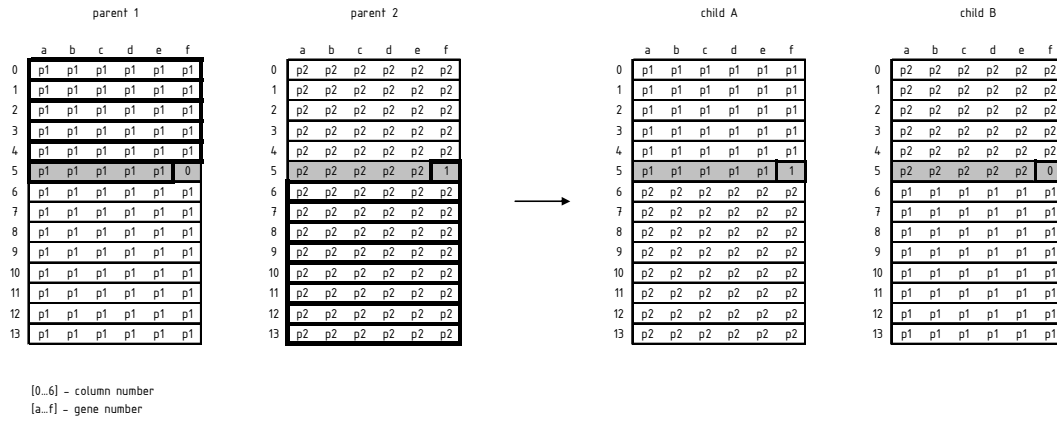 parent 1 parent 2 child A child B
a b c d e f a b c d e f a b c d e f a b c d e f
0 p1 p1 p1 p1 p1 p1 0 p2 p2 p2 p2 p2 p2 0 p1 p1 p1 p1 p1 p1 0 p2 p2 p2 p2 p2 p2
1 p1 p1 p1 p1 p1 p1 1 p2 p2 p2 p2 p2 p2 1 p1 p1 p1 p1 p1 p1 1 p2 p2 p2 p2 p2 p2
2 p1 p1 p1 p1 p1 p1 2 p2 p2 p2 p2 p2 p2 2 p1 p1 p1 p1 p1 p1 2 p2 p2 p2 p2 p2 p2
3 p1 p1 p1 p1 p1 p1 3 p2 p2 p2 p2 p2 p2 3 p1 p1 p1 p1 p1 p1 3 p2 p2 p2 p2 p2 p2
4 p1 p1 p1 p1 p1 p1 4 p2 p2 p2 p2 p2 p2 4 p1 p1 p1 p1 p1 p1 4 p2 p2 p2 p2 p2 p2
5 p1 p1 p1 p1 p1 0 5 p2 p2 p2 p2 p2 1 5 p1 p1 p1 p1 p1 1 5 p2 p2 p2 p2 p2 0
6 p1 p1 p1 p1 p1 p1 6 p2 p2 p2 p2 p2 p2 6 p2 p2 p2 p2 p2 p2 6 p1 p1 p1 p1 p1 p1
7 p1 p1 p1 p1 p1 p1 7 p2 p2 p2 p2 p2 p2 7 p2 p2 p2 p2 p2 p2 7 p1 p1 p1 p1 p1 p1
8 p1 p1 p1 p1 p1 p1 8 p2 p2 p2 p2 p2 p2 8 p2 p2 p2 p2 p2 p2 8 p1 p1 p1 p1 p1 p1
9 p1 p1 p1 p1 p1 p1 9 p2 p2 p2 p2 p2 p2 9 p2 p2 p2 p2 p2 p2 9 p1 p1 p1 p1 p1 p1
10 p1 p1 p1 p1 p1 p1 10 p2 p2 p2 p2 p2 p2 10 p2 p2 p2 p2 p2 p2 10 p1 p1 p1 p1 p1 p1
11 p1 p1 p1 p1 p1 p1 11 p2 p2 p2 p2 p2 p2 11 p2 p2 p2 p2 p2 p2 11 p1 p1 p1 p1 p1 p1
12 p1 p1 p1 p1 p1 p1 12 p2 p2 p2 p2 p2 p2 12 p2 p2 p2 p2 p2 p2 12 p1 p1 p1 p1 p1 p1
13 p1 p1 p1 p1 p1 p1 13 p2 p2 p2 p2 p2 p2 13 p2 p2 p2 p2 p2 p2 13 p1 p1 p1 p1 p1 p1
[0...6] – column number
[a...f] – gene number